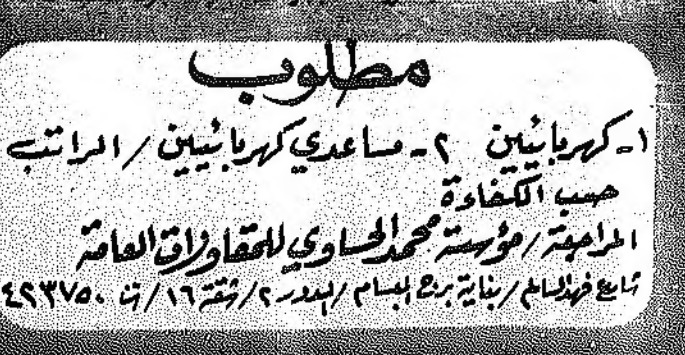 مطلوب
١- كهربائيين ٢- مساعدي كهربائيين / الراتب
حسب الكفاءة
المراجعة / مؤسسة محمد الحساوي للمقاولات العامة
شارع فهد السالم / بناية برج البسام / الدور ٢ / شقة ١٦ / ت ٤٢٣٧٥٠